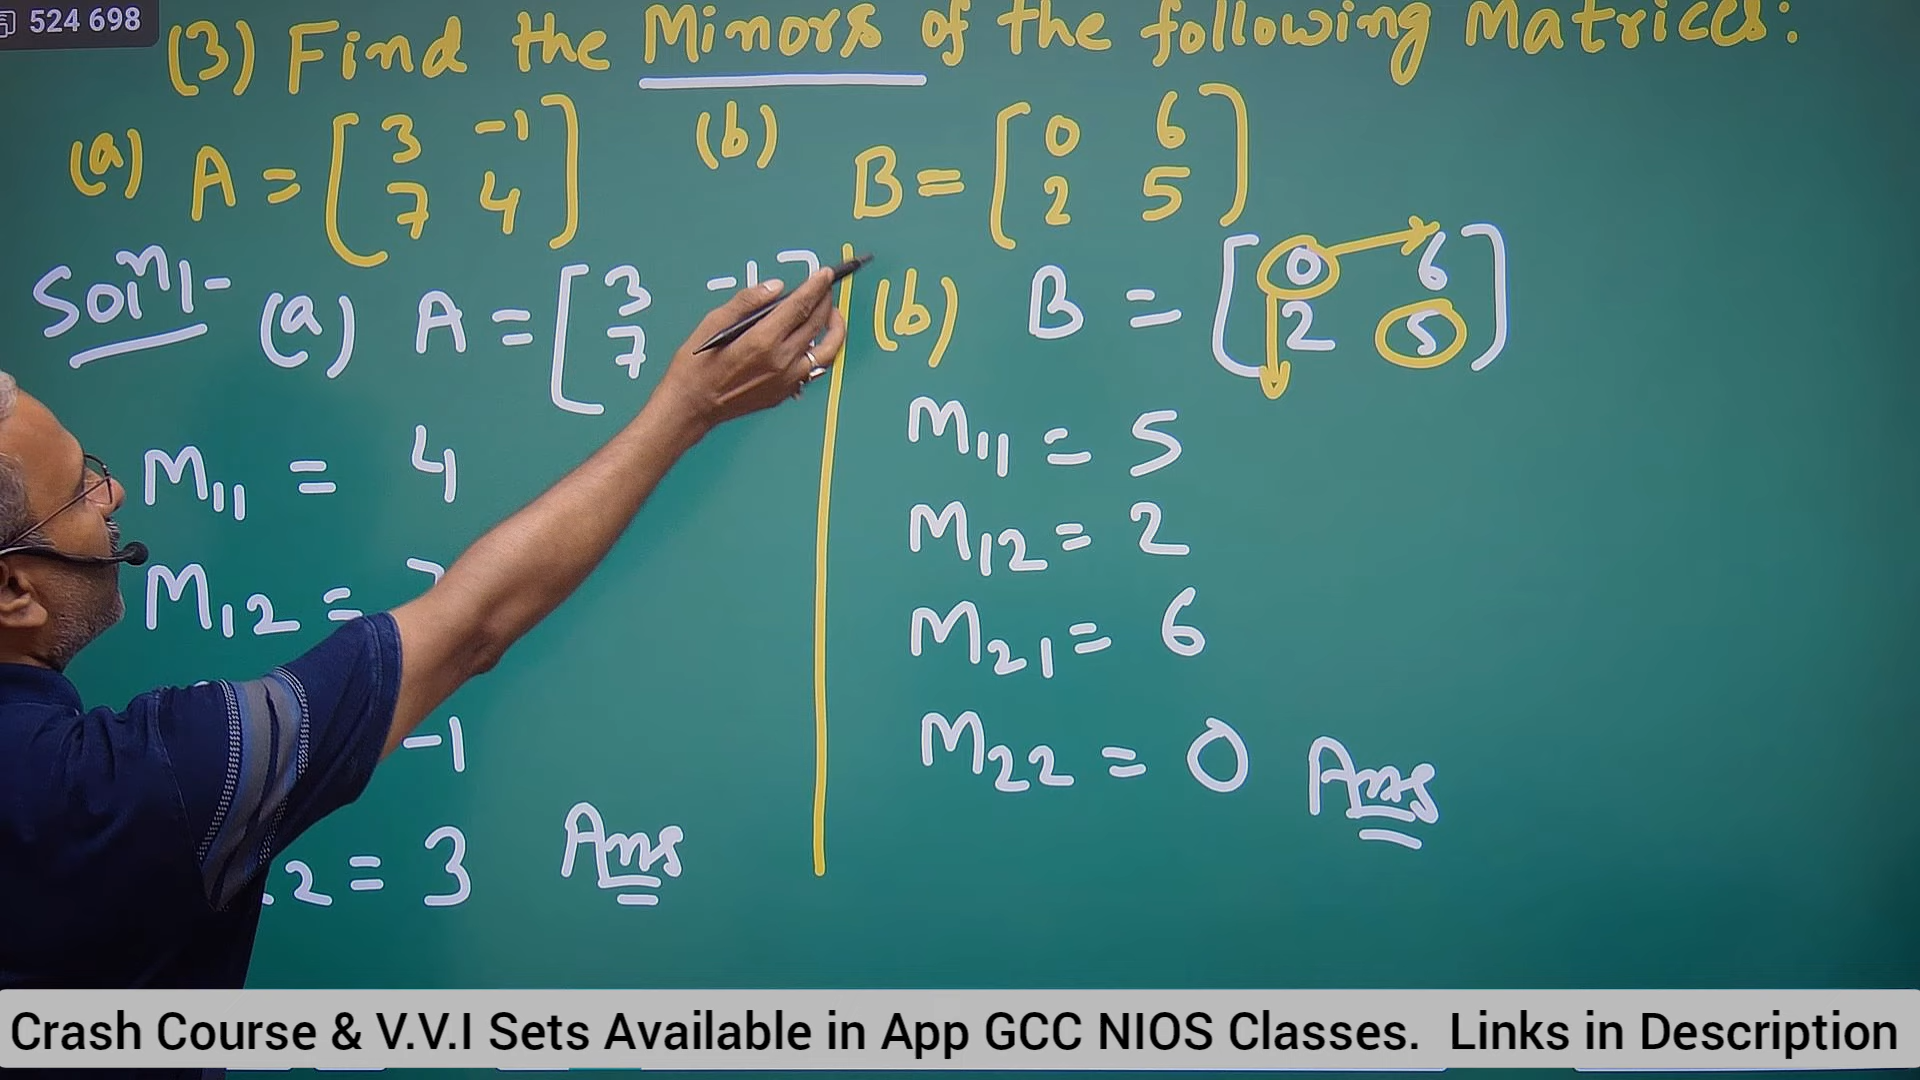 524 698
(3) Find the Minors of the following Matrices:
(a) A = [3 -1
7 4]
(b) B = [0 6
2 5]
Soln- (a) A = [3 -1
7
M11 = 4
M12 =
-1
2 = 3 Ans
(b) B = [0 6
2 5]
M11 = 5
M12 = 2
M21 = 6
M22 = 0 Ans
Crash Course & V.V.I Sets Available in App GCC NIOS Classes. Links in Description